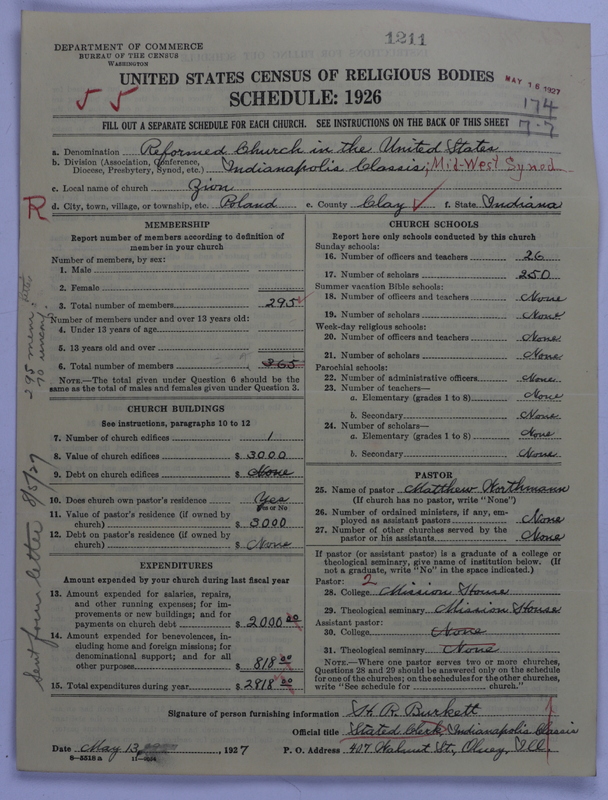 1211
DEPARTMENT OF COMMERCE
BUREAU OF THE CENSUS
WASHINGTON
UNITED STATES CENSUS OF RELIGIOUS BODIES
MAY 16 1927
SCHEDULE: 1926
5 5
174
7-7
FILL OUT A SEPARATE SCHEDULE FOR EACH CHURCH. SEE INSTRUCTIONS ON THE BACK OF THIS SHEET
a. Denomination Reformed Church in the United States
b. Division (Association, Conference, Diocese, Presbytery, Synod, etc.) Indianapolis Classis; Mid-West Synod
c. Local name of church Zion
R
d. City, town, village, or township, etc. Poland e. County Clay f. State Indiana
MEMBERSHIP
Report number of members according to definition of
member in your church
Number of members, by sex:
1. Male
2. Female
3. Total number of members 295
Number of members under and over 13 years old:
4. Under 13 years of age
5. 13 years old and over
6. Total number of members 365
NOTE.—The total given under Question 6 should be the
same as the total of males and females given under Question 3.
CHURCH BUILDINGS
See instructions, paragraphs 10 to 12
7. Number of church edifices 1
8. Value of church edifices $ 3000
9. Debt on church edifices $ None
10. Does church own pastor's residence Yes
Yes or No
11. Value of pastor's residence (if owned by
church) $ 3000
12. Debt on pastor's residence (if owned by
church) $ None
EXPENDITURES
Amount expended by your church during last fiscal year
13. Amount expended for salaries, repairs,
and other running expenses; for im-
provements or new buildings; and for
payments on church debt $ 2000.00
14. Amount expended for benevolences, in-
cluding home and foreign missions; for
denominational support; and for all
other purposes $ 818.00
15. Total expenditures during year $ 2818.00
CHURCH SCHOOLS
Report here only schools conducted by this church
Sunday schools:
16. Number of officers and teachers 26
17. Number of scholars 250
Summer vacation Bible schools:
18. Number of officers and teachers None
19. Number of scholars None
Week-day religious schools:
20. Number of officers and teachers None
21. Number of scholars None
Parochial schools:
22. Number of administrative officers None
23. Number of teachers—
a. Elementary (grades 1 to 8) None
b. Secondary None
24. Number of scholars—
a. Elementary (grades 1 to 8) None
b. Secondary None
PASTOR
25. Name of pastor Matthew Worthmann
(If church has no pastor, write "None")
26. Number of ordained ministers, if any, em-
ployed as assistant pastors None
27. Number of other churches served by the
pastor or his assistants None
If pastor (or assistant pastor) is a graduate of a college or
theological seminary, give name of institution below. (If
not a graduate, write "No" in the space indicated.)
Pastor: 2
28. College Mission House
29. Theological seminary Mission House
Assistant pastor:
30. College None
31. Theological seminary None
NOTE.—Where one pastor serves two or more churches,
Questions 28 and 29 should be answered only on the schedule
for one of the churches; on the schedules for the other churches,
write "See schedule for church."
295 mem.
Sent form letter 8/5/27
Signature of person furnishing information H. R. Burkett
Official title Stated Clerk, Indianapolis Classis
Date May 13, 1927 P. O. Address 407 Walnut St, Olney, Ill.
8—5518 a